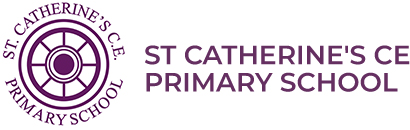 ST. CATHERINE'S C.E.
PRIMARY SCHOOL
ST CATHERINE'S CE
PRIMARY SCHOOL